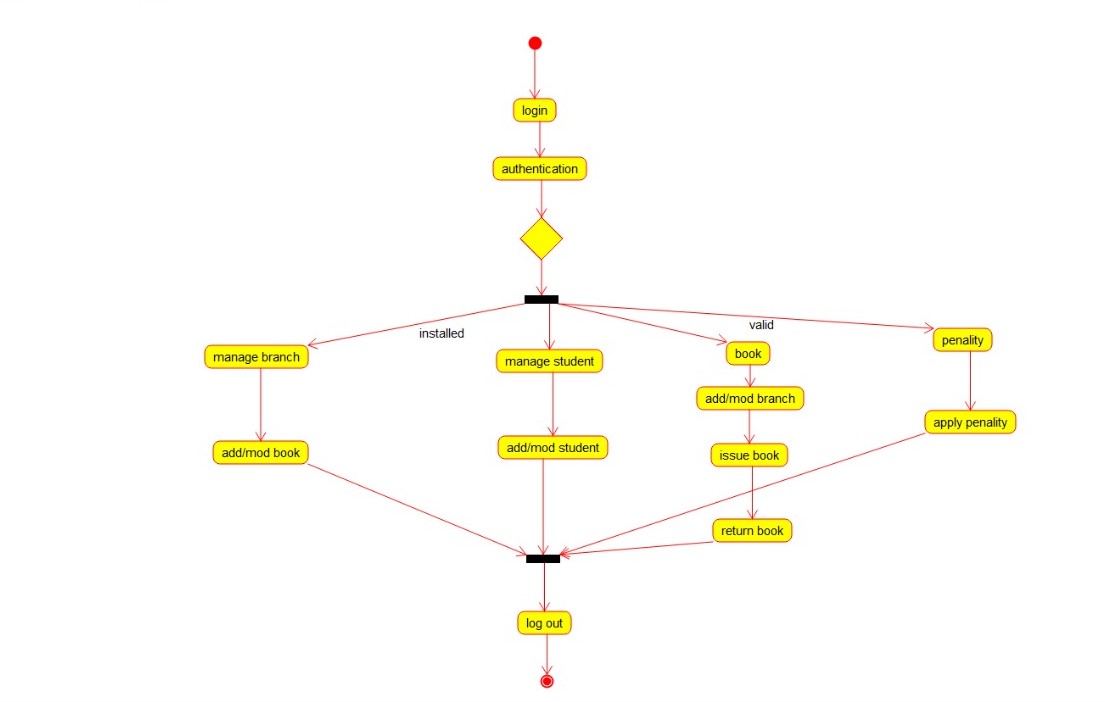 login
authentication
installed
valid
manage branch
manage student
book
penality
add/mod branch
apply penality
add/mod book
add/mod student
issue book
return book
log out